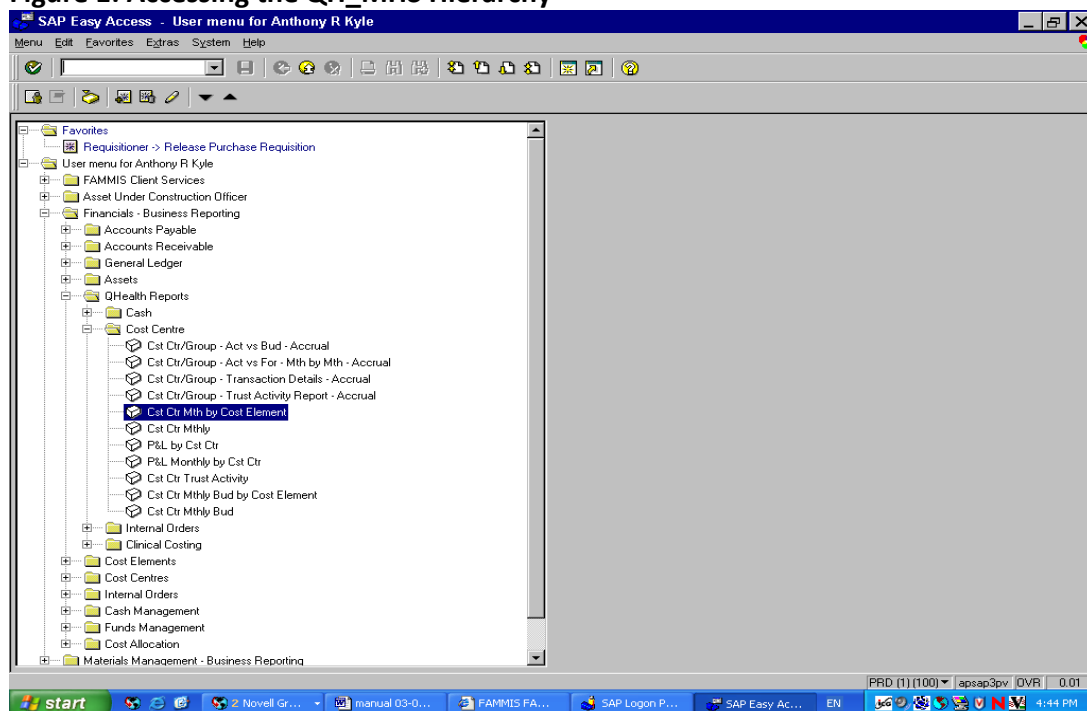 Figure 1: Accessing the QH_MHS Hierarchy
SAP Easy Access - User menu for Anthony R Kyle
Menu Edit Favorites Extras System Help
Favorites
Requisitioner -> Release Purchase Requisition
User menu for Anthony R Kyle
FAMMIS Client Services
Asset Under Construction Officer
Financials - Business Reporting
Accounts Payable
Accounts Receivable
General Ledger
Assets
QHealth Reports
Cash
Cost Centre
Cst Ctr/Group - Act vs Bud - Accrual
Cst Ctr/Group - Act vs For - Mth by Mth - Accrual
Cst Ctr/Group - Transaction Details - Accrual
Cst Ctr/Group - Trust Activity Report - Accrual
Cst Ctr Mth by Cost Element
Cst Ctr Mthly
P&L by Cst Ctr
P&L Monthly by Cst Ctr
Cst Ctr Trust Activity
Cst Ctr Mthly Bud by Cost Element
Cst Ctr Mthly Bud
Internal Orders
Clinical Costing
Cost Elements
Cost Centres
Internal Orders
Cash Management
Funds Management
Cost Allocation
Materials Management - Business Reporting
PRD (1) (100) apsap3pv OVR 0.01
start 2 Novell Gr... manual 03-0... FAMMIS FA... SAP Logon P... SAP Easy Ac... EN 4:44 PM